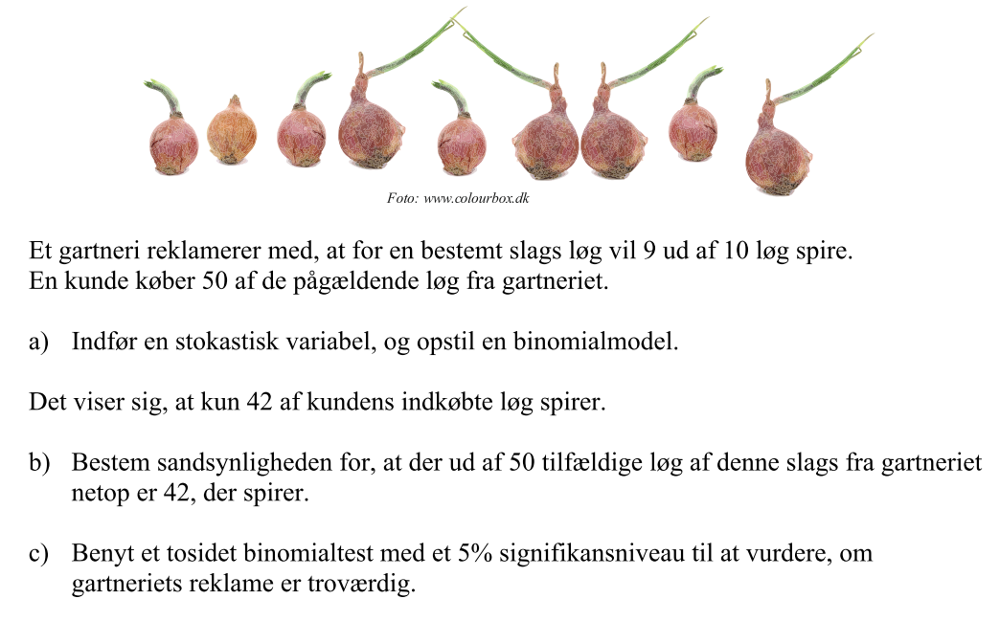 Foto: www.colourbox.dk
Et gartneri reklamerer med, at for en bestemt slags løg vil 9 ud af 10 løg spire.
En kunde køber 50 af de pågældende løg fra gartneriet.
a) Indfør en stokastisk variabel, og opstil en binomialmodel.
Det viser sig, at kun 42 af kundens indkøbte løg spirer.
b) Bestem sandsynligheden for, at der ud af 50 tilfældige løg af denne slags fra gartneriet
netop er 42, der spirer.
c) Benyt et tosidet binomialtest med et 5% signifikansniveau til at vurdere, om
gartneriets reklame er troværdig.